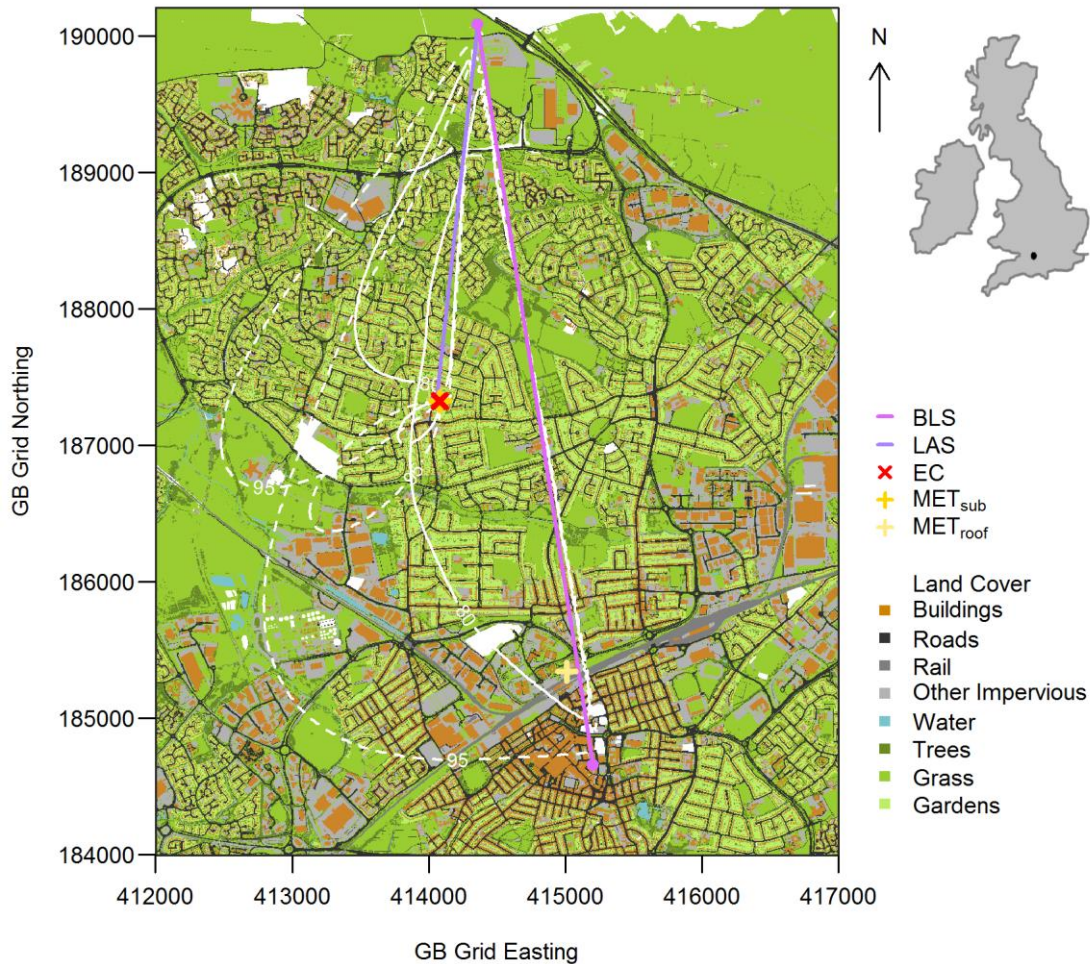 190000
189000
188000
187000
186000
185000
184000
412000 413000 414000 415000 416000 417000
GB Grid Northing
GB Grid Easting
95
80
95
N
BLS
LAS
EC
METsub
METroof
Land Cover
Buildings
Roads
Rail
Other Impervious
Water
Trees
Grass
Gardens